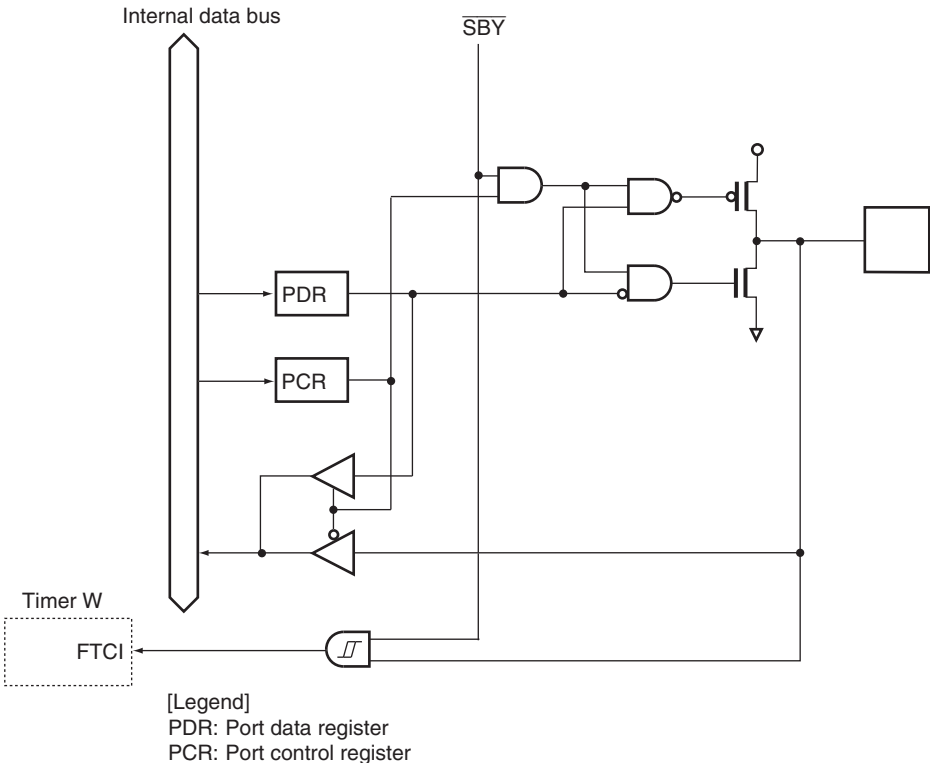 Internal data bus
SBY
PDR
PCR
Timer W
FTCI
[Legend]
PDR: Port data register
PCR: Port control register